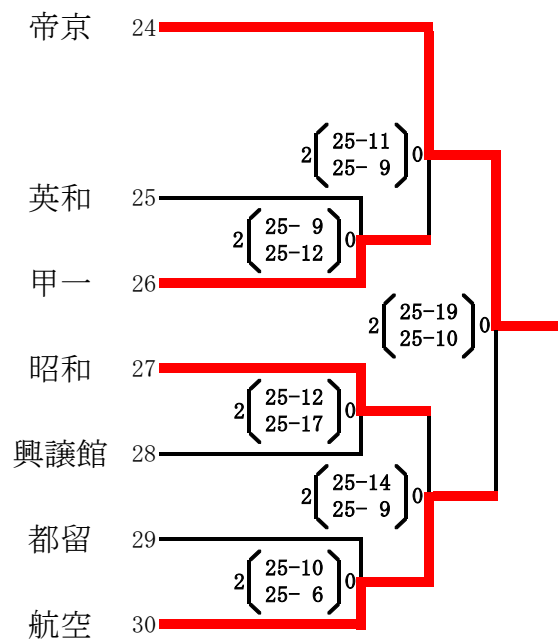 帝京 24
2 ( 25-11 ) 0
25- 9
英和 25
2 ( 25- 9 ) 0
25-12
甲一 26
2 ( 25-19 ) 0
25-10
昭和 27
2 ( 25-12 ) 0
25-17
興譲館 28
2 ( 25-14 ) 0
25- 9
都留 29
2 ( 25-10 ) 0
25- 6
航空 30